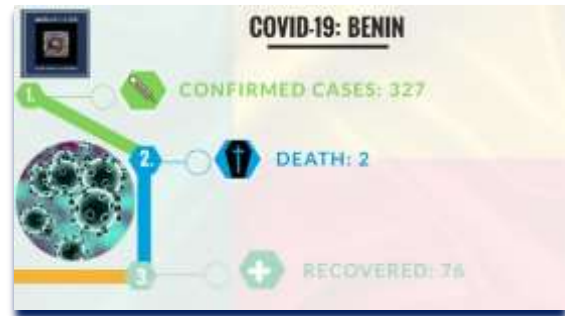 COVID-19: BENIN
1.
CONFIRMED CASES: 327
2.
DEATH: 2
3
RECOVERED: 76